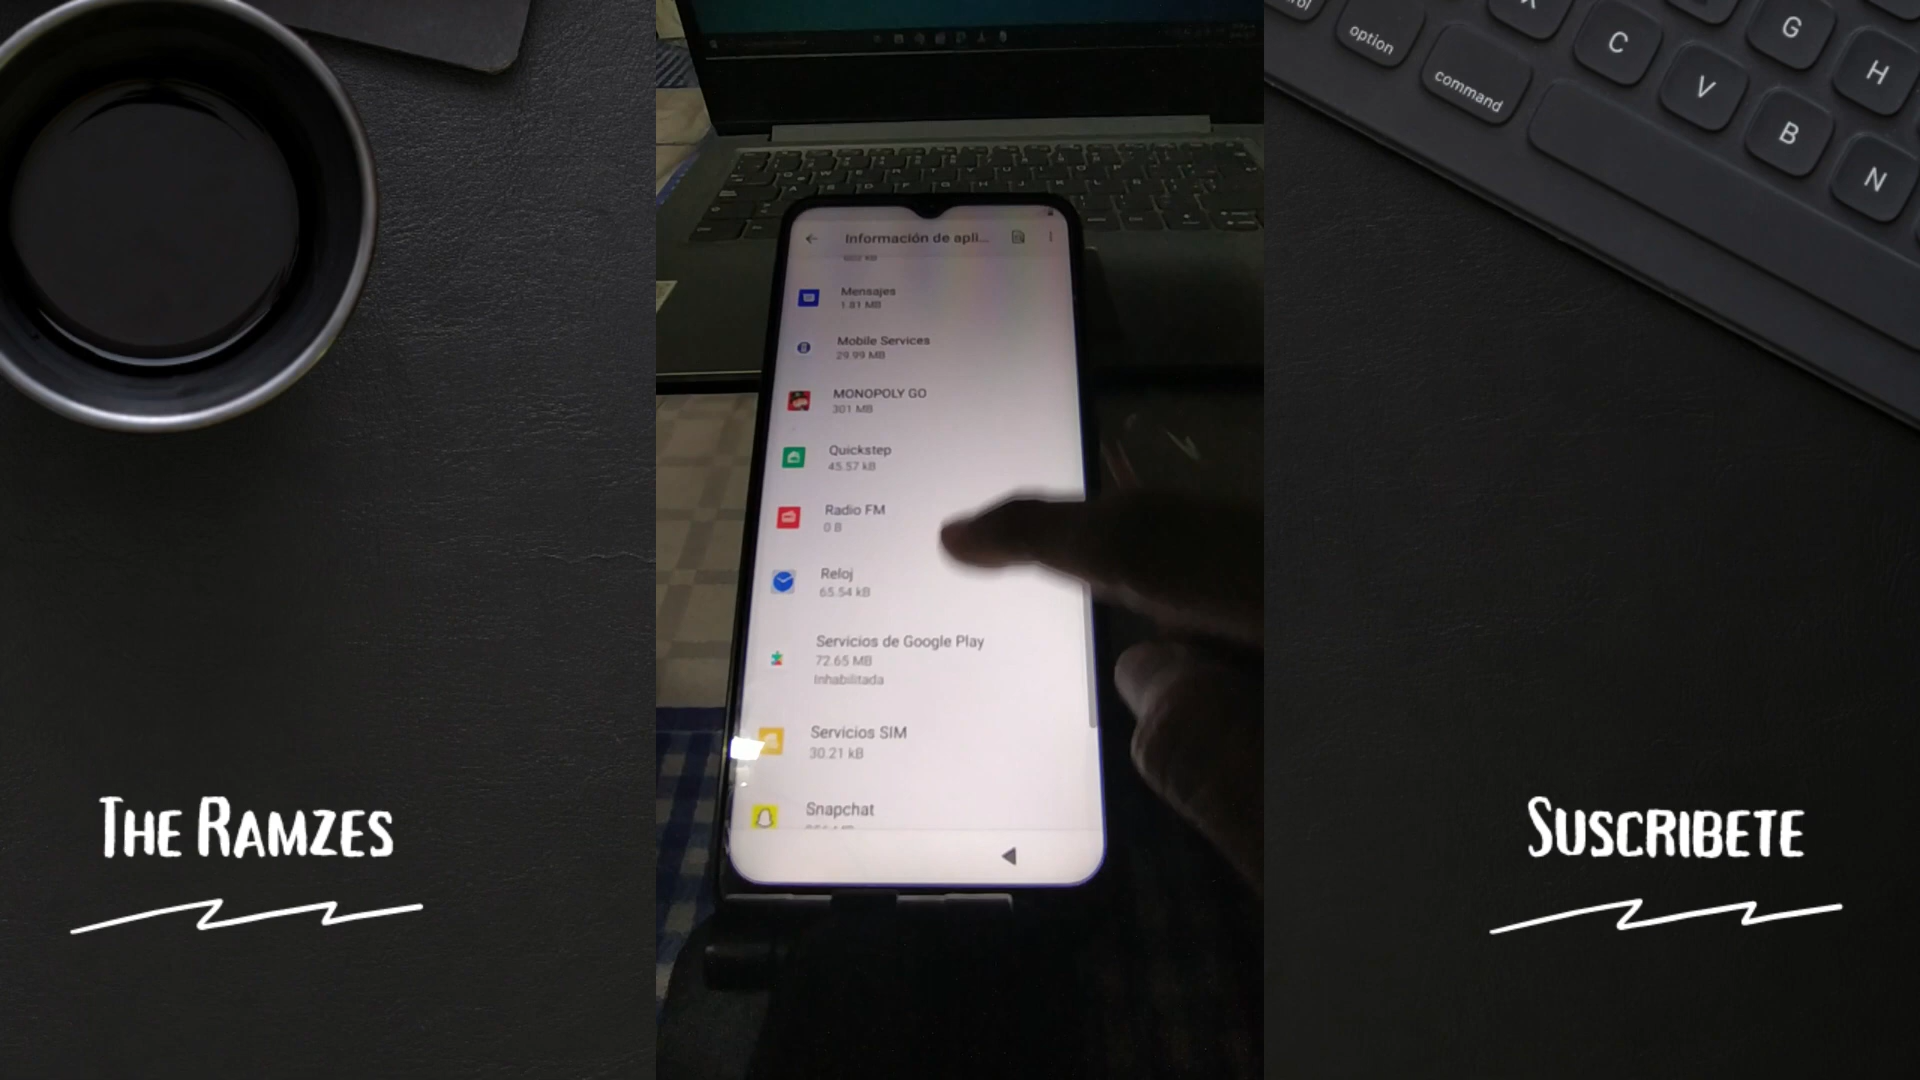 option
command
C
V
B
G
H
N
Información de apli...
Mensajes
1.81 MB
Mobile Services
29.99 MB
MONOPOLY GO
301 MB
Quickstep
45.57 kB
Radio FM
0 B
Reloj
65.54 kB
Servicios de Google Play
72.65 MB
Inhabilitada
Servicios SIM
30.21 kB
Snapchat
THE RAMZES
SUSCRIBETE